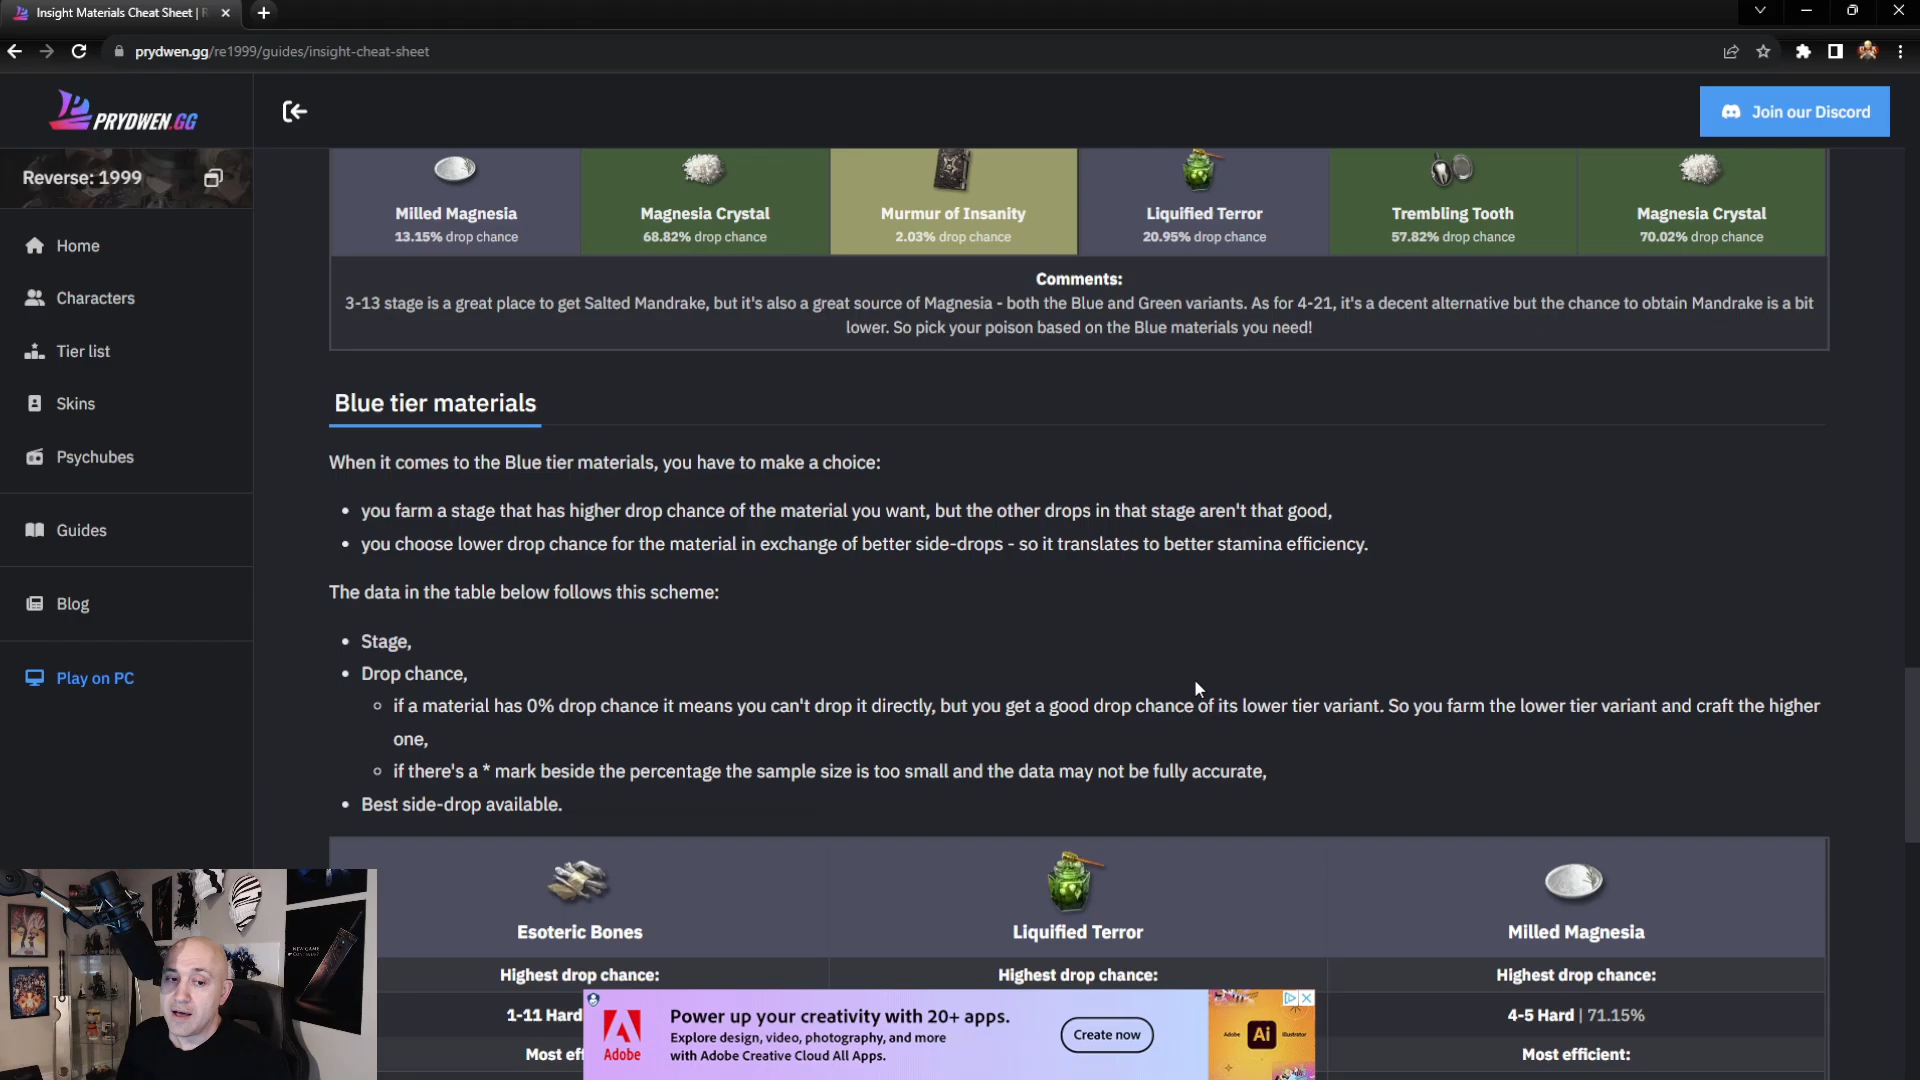 Insight Materials Cheat Sheet | R
prydwen.gg/re1999/guides/insight-cheat-sheet
PRYDWEN.GG
Join our Discord
Reverse: 1999
Home
Characters
Tier list
Skins
Psychubes
Guides
Blog
Play on PC
Milled Magnesia
13.15% drop chance
Magnesia Crystal
68.82% drop chance
Murmur of Insanity
2.03% drop chance
Liquified Terror
20.95% drop chance
Trembling Tooth
57.82% drop chance
Magnesia Crystal
70.02% drop chance
Comments:
3-13 stage is a great place to get Salted Mandrake, but it's also a great source of Magnesia - both the Blue and Green variants. As for 4-21, it's a decent alternative but the chance to obtain Mandrake is a bit
lower. So pick your poison based on the Blue materials you need!
Blue tier materials
When it comes to the Blue tier materials, you have to make a choice:
• you farm a stage that has higher drop chance of the material you want, but the other drops in that stage aren't that good,
• you choose lower drop chance for the material in exchange of better side-drops - so it translates to better stamina efficiency.
The data in the table below follows this scheme:
• Stage,
• Drop chance,
◦ if a material has 0% drop chance it means you can't drop it directly, but you get a good drop chance of its lower tier variant. So you farm the lower tier variant and craft the higher
one,
◦ if there's a * mark beside the percentage the sample size is too small and the data may not be fully accurate,
• Best side-drop available.
Esoteric Bones
Liquified Terror
Milled Magnesia
Highest drop chance:
Highest drop chance:
Highest drop chance:
1-11 Hard
4-5 Hard | 71.15%
Most ef
Most efficient:
Adobe
Power up your creativity with 20+ apps.
Explore design, video, photography, and more
with Adobe Creative Cloud All Apps.
Create now
Adobe
Ai
Illustrator
NEW GAME